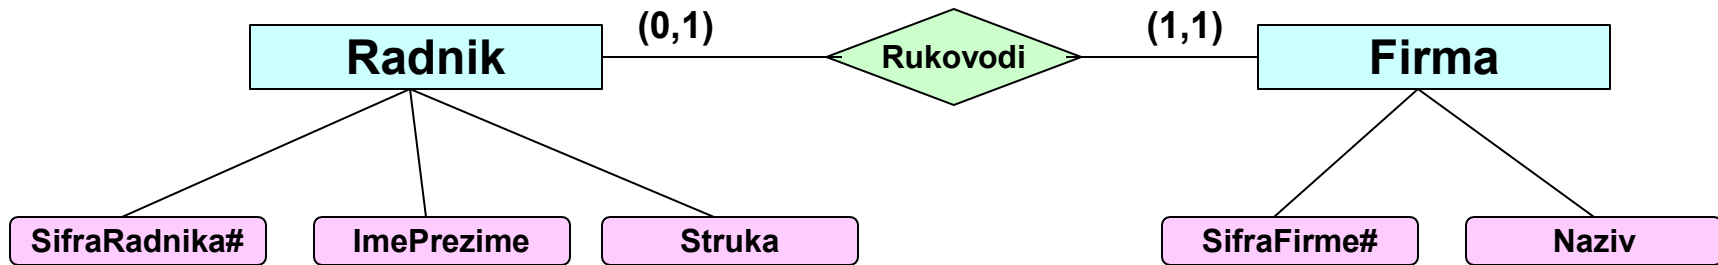 (0,1)
(1,1)
Radnik
Rukovodi
Firma
SifraRadnika#
ImePrezime
Struka
SifraFirme#
Naziv